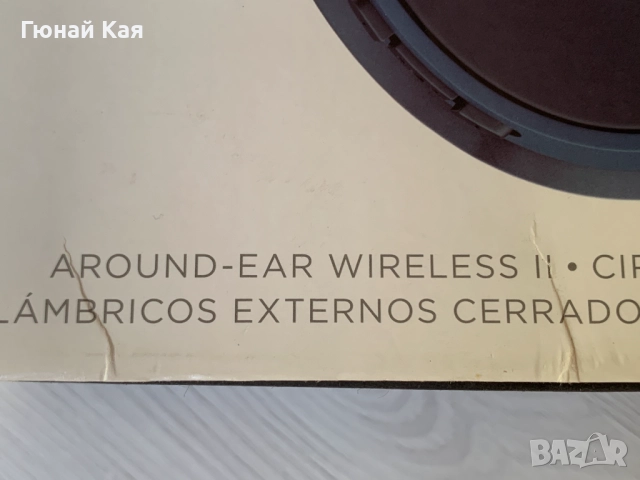 Гюнай Кая
AROUND-EAR WIRELESS II • CIR
LÁMBRICOS EXTERNOS CERRADO
BAZAR